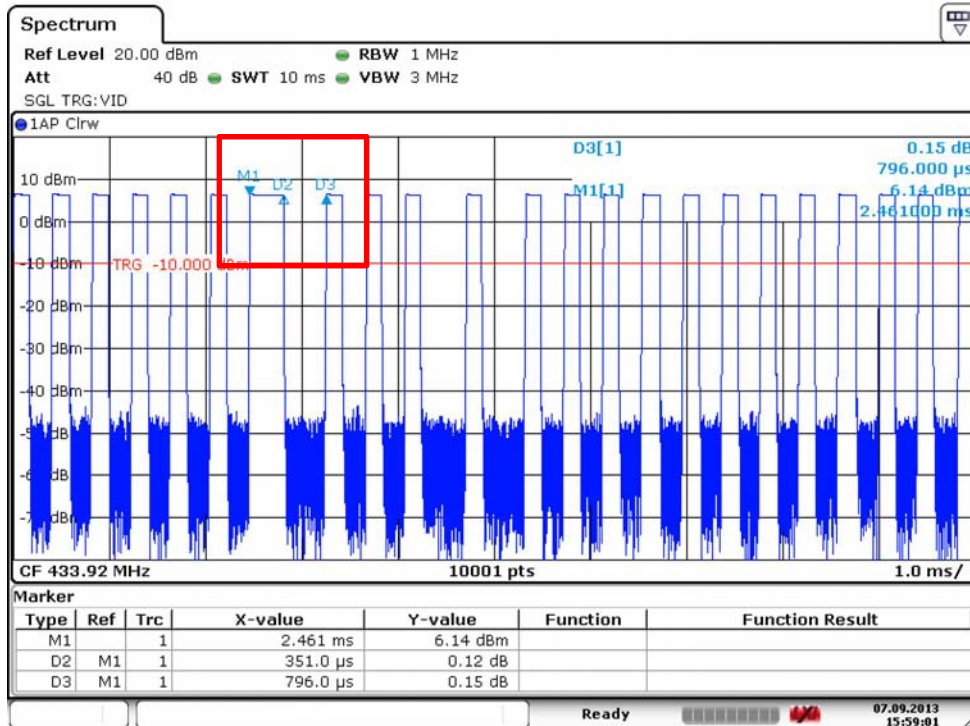 Spectrum
Ref Level 20.00 dBm RBW 1 MHz
Att 40 dB SWT 10 ms VBW 3 MHz
SGL TRG:VID
1AP Clrw
D3[1] 0.15 dB
796.000 µs
M1[1] 6.14 dBm
2.461000 ms
M1
D2
D3
10 dBm
0 dBm
-10 dBm
TRG -10.000 dBm
-20 dBm
-30 dBm
-40 dBm
CF 433.92 MHz 10001 pts 1.0 ms/
Marker
Type Ref Trc X-value Y-value Function Function Result
M1 1 2.461 ms 6.14 dBm
D2 M1 1 351.0 µs 0.12 dB
D3 M1 1 796.0 µs 0.15 dB
Ready 07.09.2013
15:59:01